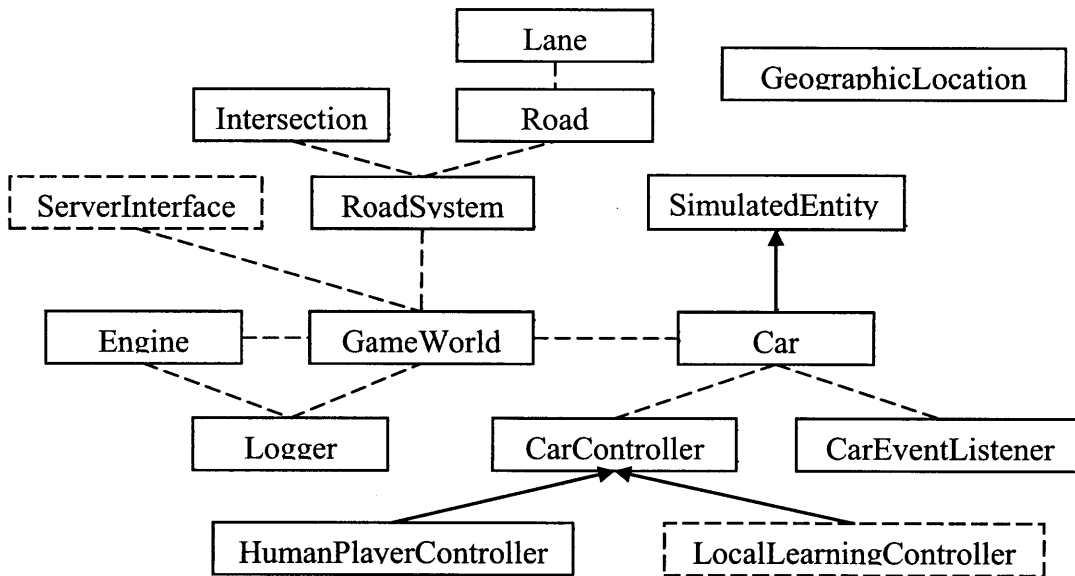 Lane
GeographicLocation
Intersection
Road
ServerInterface
RoadSystem
SimulatedEntity
Engine
GameWorld
Car
Logger
CarController
CarEventListener
HumanPlayerController
LocalLearningController